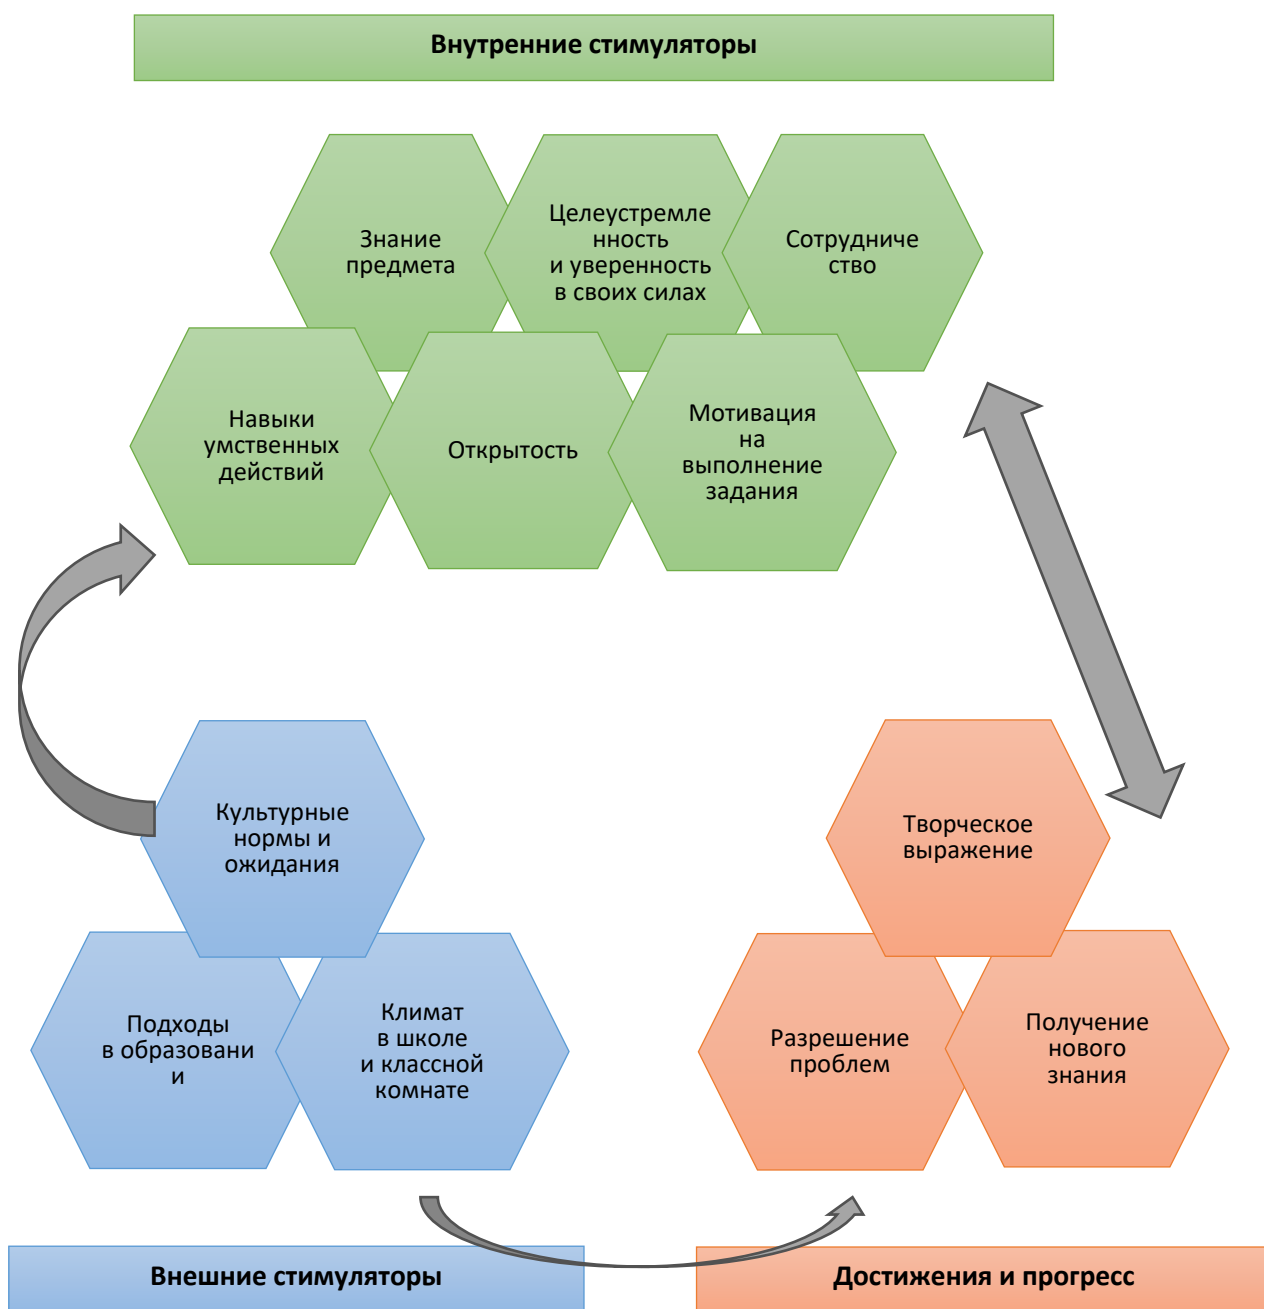 Внутренние стимуляторы
Знание
предмета
Целеустремле
нность
и уверенность
в своих силах
Сотрудниче
ство
Навыки
умственных
действий
Открытость
Мотивация
на
выполнение
задания
Культурные
нормы и
ожидания
Подходы
в образовани
и
Климат
в школе
и классной
комнате
Творческое
выражение
Разрешение
проблем
Получение
нового
знания
Внешние стимуляторы
Достижения и прогресс